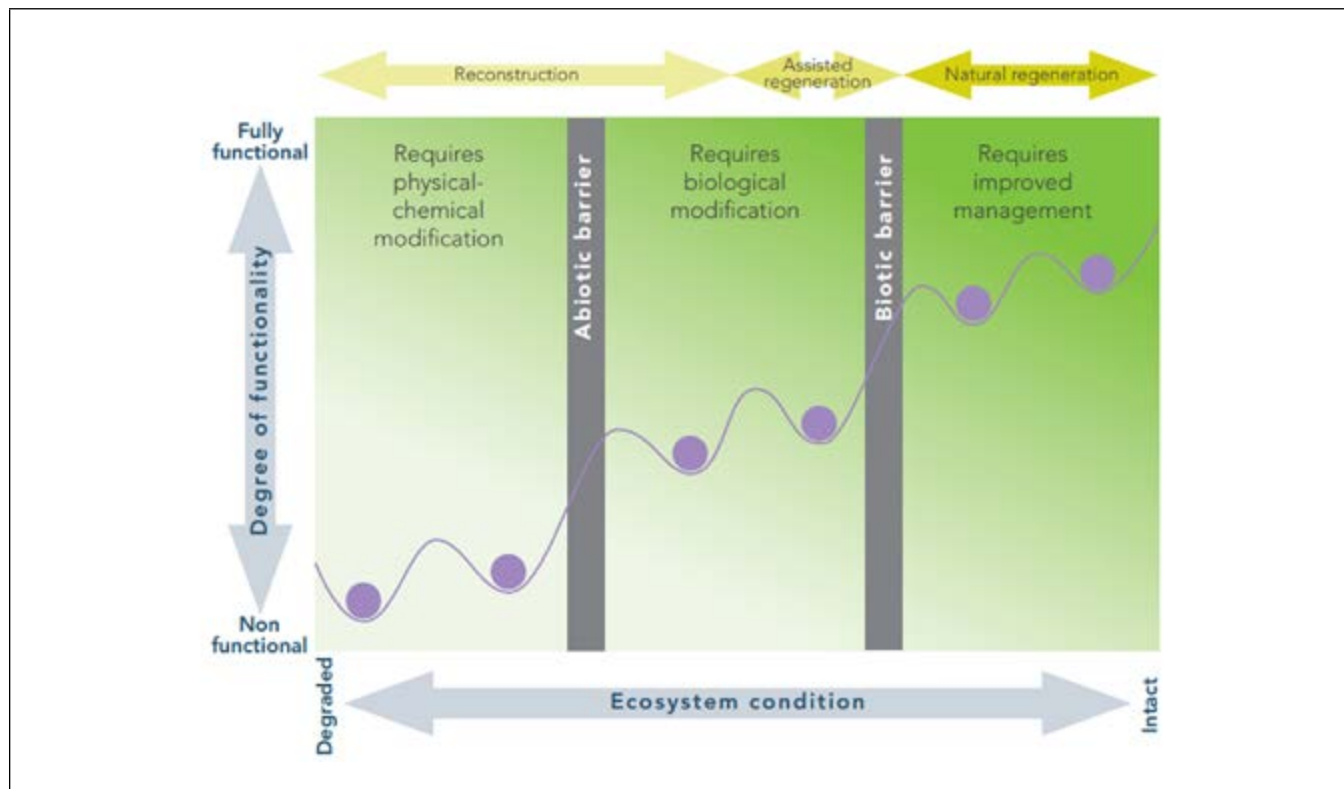 Reconstruction
Assisted
regeneration
Natural regeneration
Fully
functional
Degree of functionality
Non
functional
Requires
physical-
chemical
modification
Abiotic barrier
Requires
biological
modification
Biotic barrier
Requires
improved
management
Degraded
Ecosystem condition
Intact